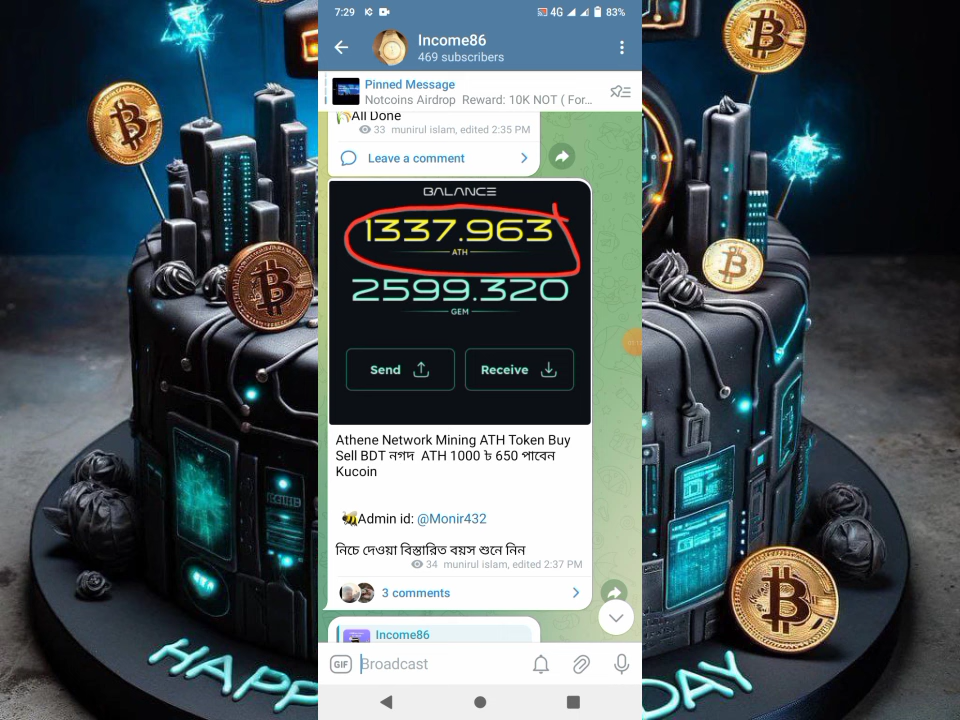 7:29
4G
83%
Income86
469 subscribers
Pinned Message
Notcoins Airdrop Reward: 10K NOT ( For...
All Done
33 munirul islam, edited 2:35 PM
Leave a comment
BALANCE
1337.963
ATH
2599.320
GEM
Send
Receive
Athene Network Mining ATH Token Buy
Sell BDT নগদ ATH 1000 ৳ 650 পাবেন
Kucoin
Admin id: @Monir432
নিচে দেওয়া বিস্তারিত বয়স শুনে নিন
34 munirul islam, edited 2:37 PM
3 comments
Income86
GIF
Broadcast
HAPP
DAY